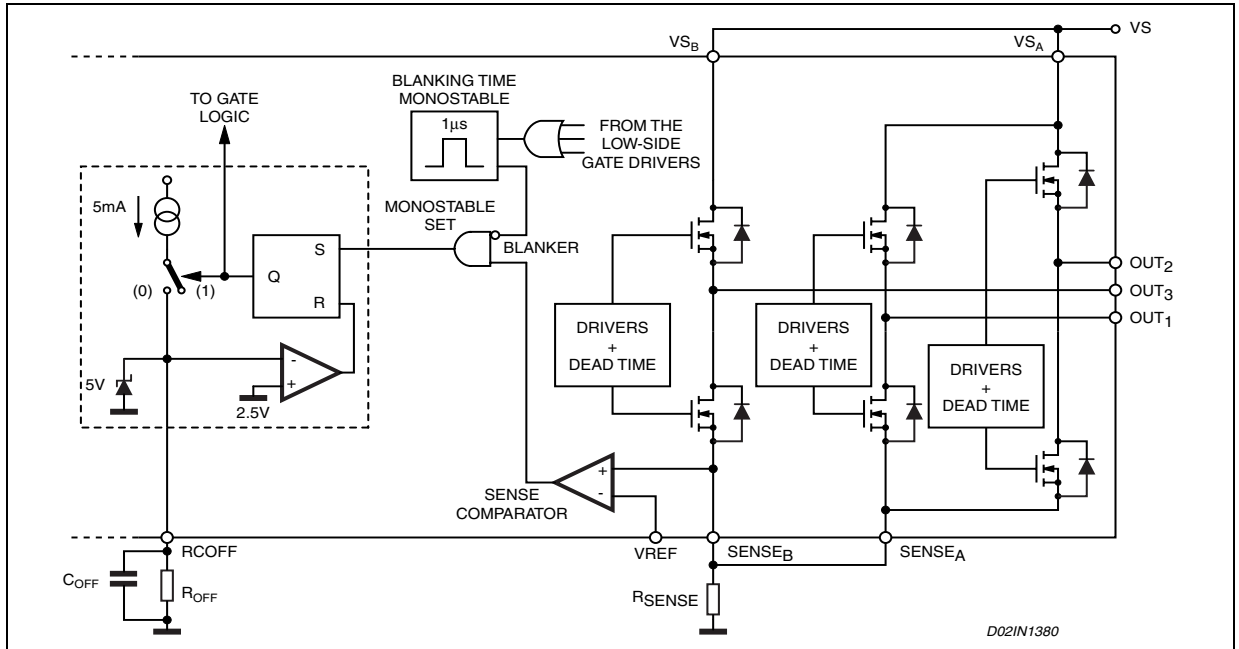 VS
VSB
VSA
BLANKING TIME
MONOSTABLE
TO GATE
LOGIC
1μs
FROM THE
LOW-SIDE
GATE DRIVERS
5mA
MONOSTABLE
SET
S
BLANKER
Q
(0)
(1)
R
OUT2
OUT3
OUT1
DRIVERS
+
DEAD TIME
DRIVERS
+
DEAD TIME
DRIVERS
+
DEAD TIME
5V
-
+
2.5V
+
-
SENSE
COMPARATOR
RCOFF
VREF
SENSEB
SENSEA
COFF
ROFF
RSENSE
D02IN1380